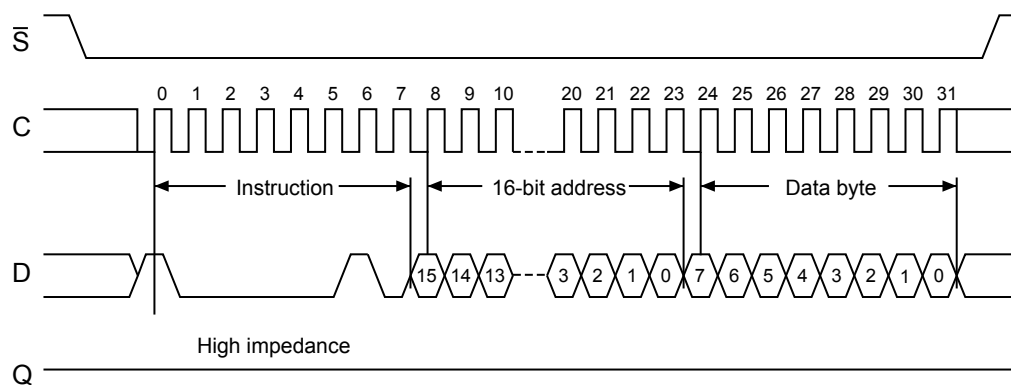 S
0 1 2 3 4 5 6 7 8 9 10 20 21 22 23 24 25 26 27 28 29 30 31
C
Instruction 16-bit address Data byte
D 15 14 13 3 2 1 0 7 6 5 4 3 2 1 0
High impedance
Q